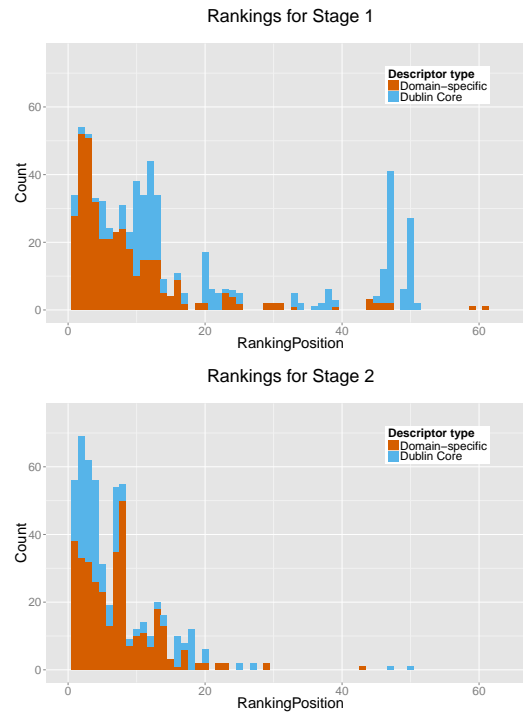 Rankings for Stage 1
Descriptor type
Domain−specific
Dublin Core
60
40
20
0
Count
0 20 40 60
RankingPosition
Rankings for Stage 2
Descriptor type
Domain−specific
Dublin Core
60
40
20
0
Count
0 20 40 60
RankingPosition